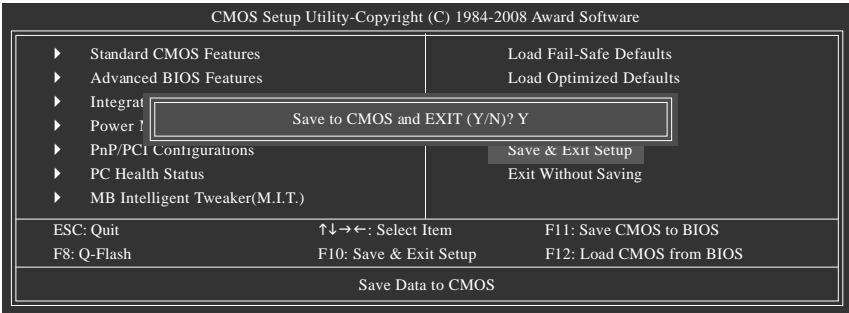 CMOS Setup Utility-Copyright (C) 1984-2008 Award Software
Standard CMOS Features
Advanced BIOS Features
Power
PnP/PCI Configurations
PC Health Status
MB Intelligent Tweaker(M.I.T.)
Load Fail-Safe Defaults
Load Optimized Defaults
Save & Exit Setup
Exit Without Saving
Save to CMOS and EXIT (Y/N)? Y
ESC: Quit ↑↓→←: Select Item F11: Save CMOS to BIOS
F8: Q-Flash F10: Save & Exit Setup F12: Load CMOS from BIOS
Save Data to CMOS